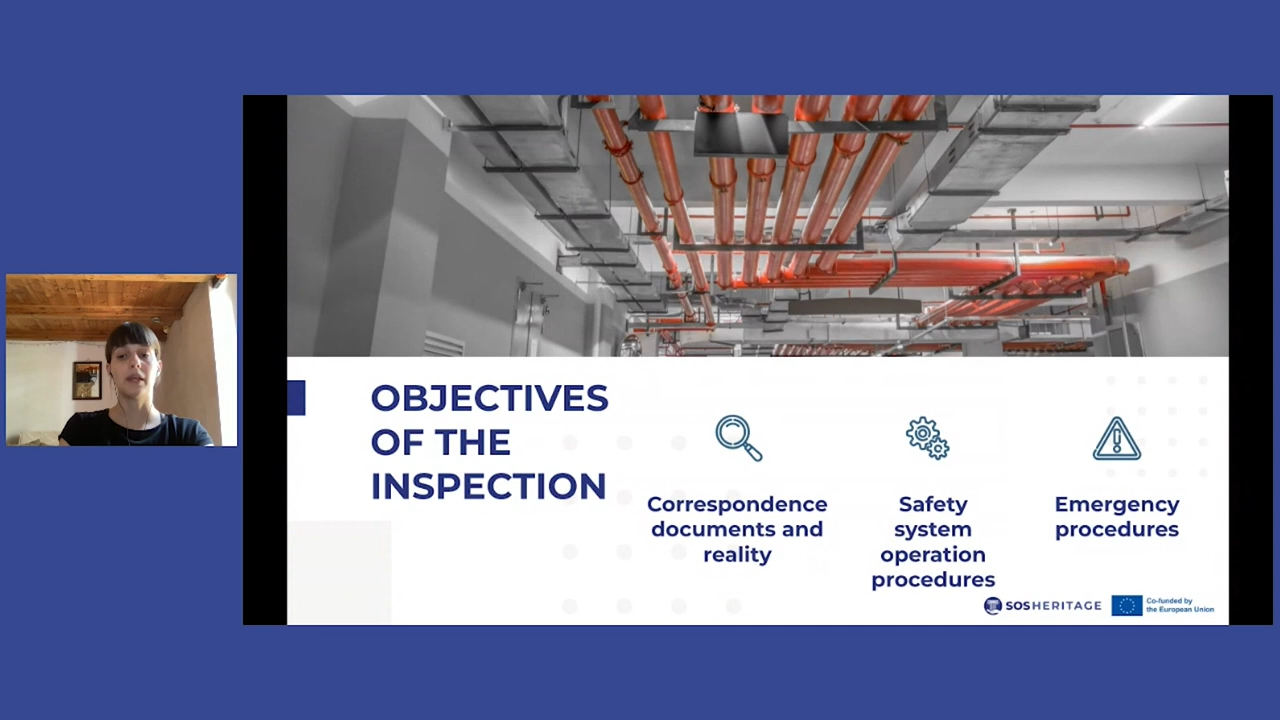 OBJECTIVES
OF THE
INSPECTION
Correspondence
documents and
reality
Safety
system
operation
procedures
Emergency
procedures
SOSHERITAGE
Co-funded by
the European Union